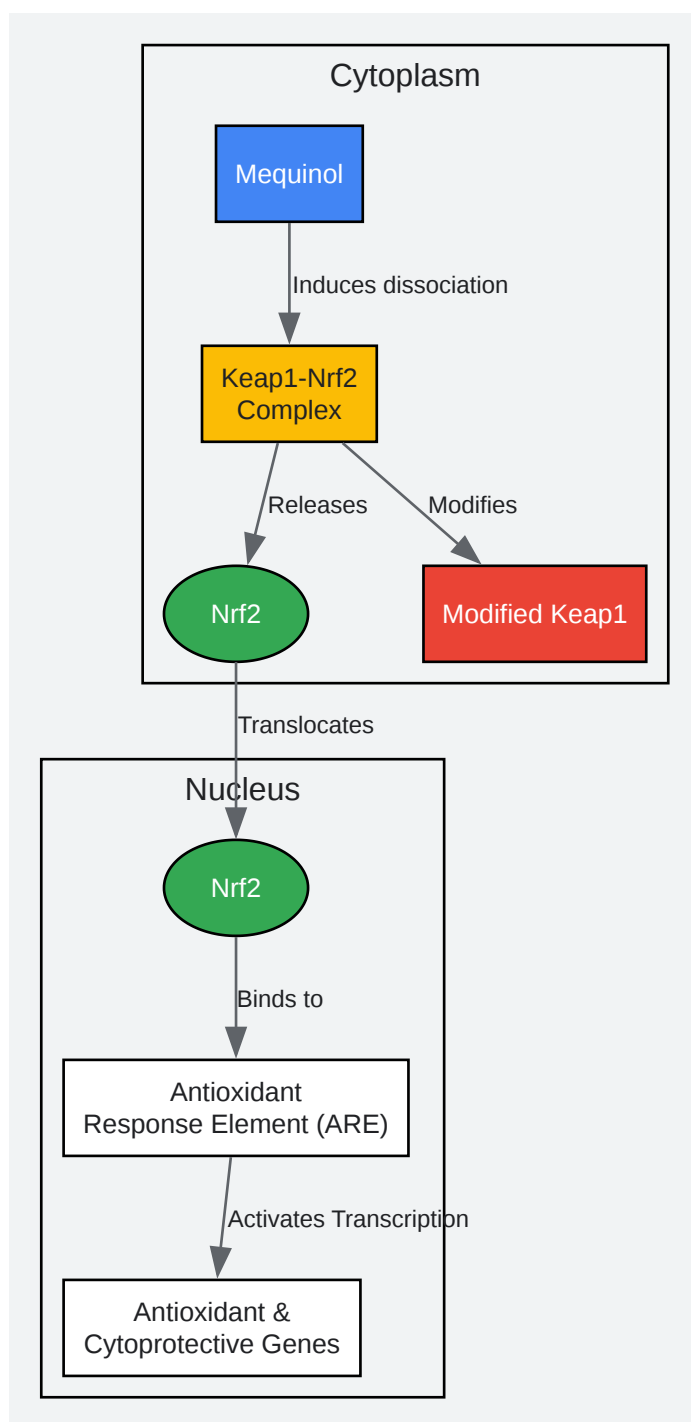 Cytoplasm
Mequinol
Induces dissociation
Keap1-Nrf2
Complex
Releases
Modifies
Nrf2
Modified Keap1
Translocates
Nucleus
Nrf2
Binds to
Antioxidant
Response Element (ARE)
Activates Transcription
Antioxidant &
Cytoprotective Genes